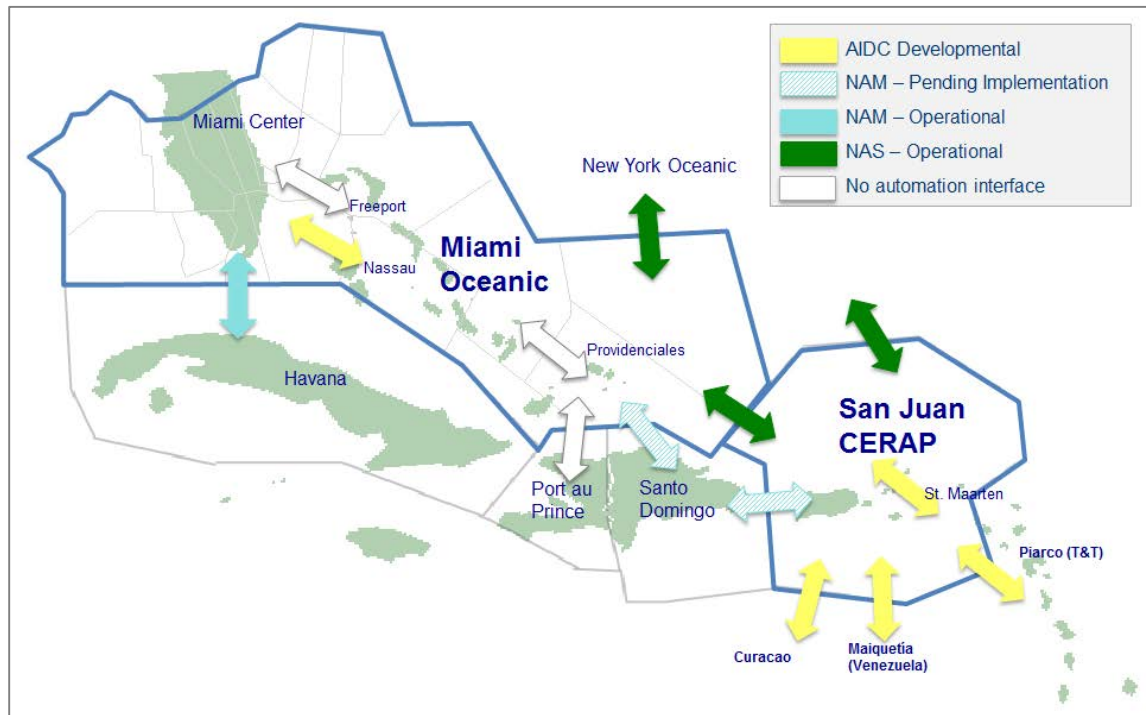 AIDC Developmental
NAM – Pending Implementation
NAM – Operational
NAS – Operational
No automation interface
Miami Center
New York Oceanic
Freeport
Miami
Oceanic
Nassau
Providenciales
Havana
San Juan
CERAP
Port au
Prince
Santo
Domingo
St. Maarten
Piarco (T&T)
Curacao
Maiquetía
(Venezuela)